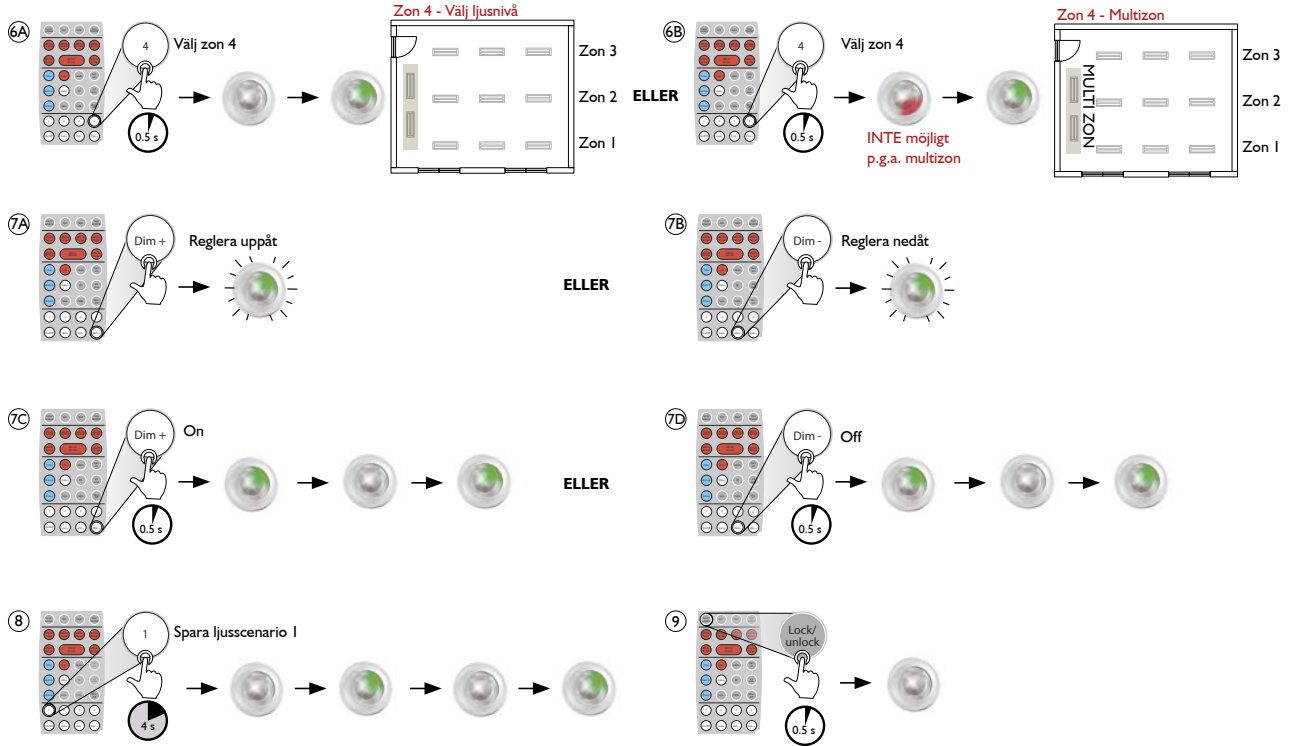 6A
Zon 4 - Välj ljusnivå
4
Välj zon 4
0.5 s
Zon 3
Zon 2
Zon 1
ELLER
6B
Zon 4 - Multizon
4
Välj zon 4
0.5 s
INTE möjligt
p.g.a. multizon
MULTI ZON
Zon 3
Zon 2
Zon 1
7A
Dim +
Reglera uppåt
ELLER
7B
Dim -
Reglera nedåt
7C
Dim +
On
0.5 s
ELLER
7D
Dim -
Off
0.5 s
8
1
Spara ljusscenario 1
4 s
9
Lock/
unlock
0.5 s